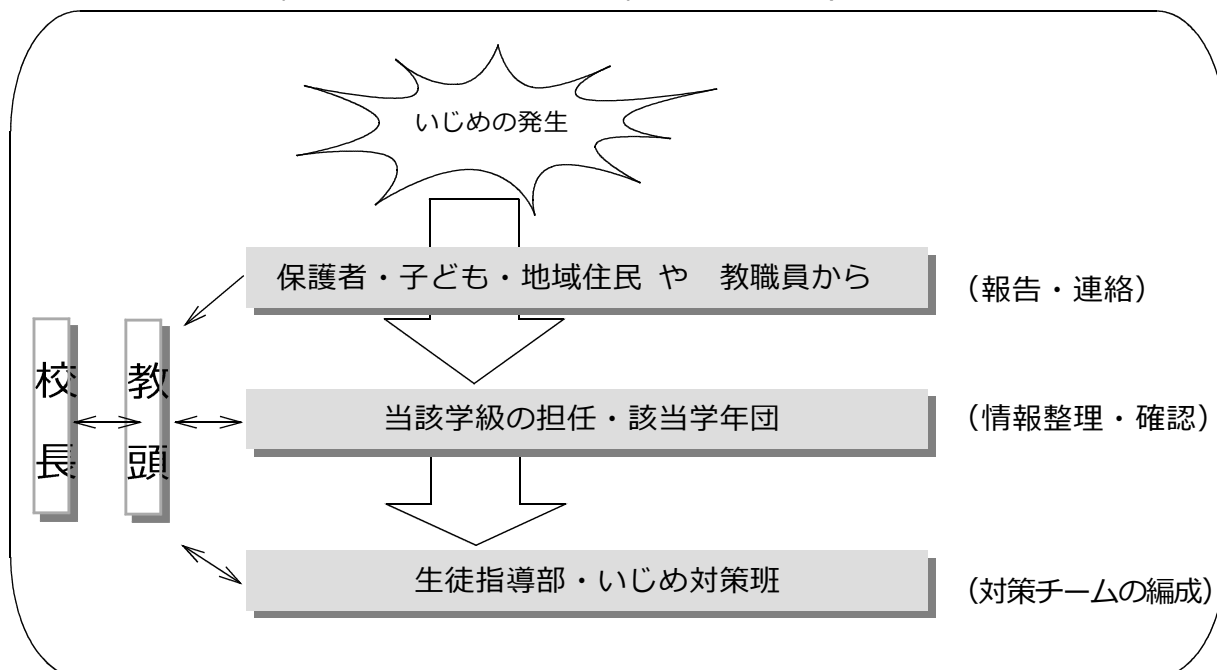 いじめの発生
保護者・子ども・地域住民 や　教職員から
（報告・連絡）
校長
教頭
当該学級の担任・該当学年団
（情報整理・確認）
生徒指導部・いじめ対策班
（対策チームの編成）